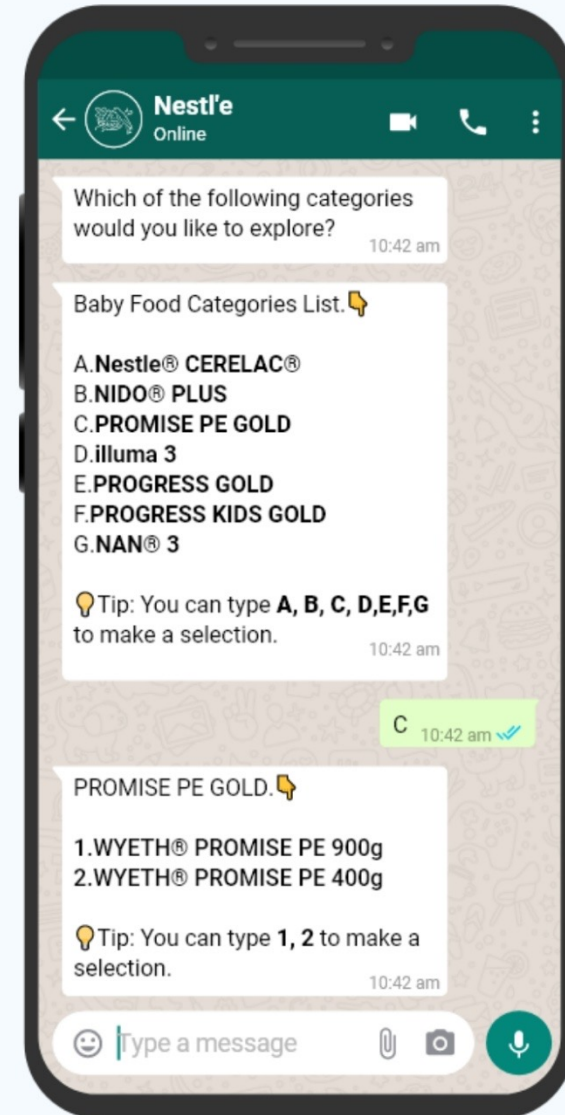 Nestl'e
Online
Which of the following categories
would you like to explore?
10:42 am
Baby Food Categories List.👇
A.Nestle® CERELAC®
B.NIDO® PLUS
C.PROMISE PE GOLD
D.illuma 3
E.PROGRESS GOLD
F.PROGRESS KIDS GOLD
G.NAN® 3
💡Tip: You can type A, B, C, D,E,F,G
to make a selection.
10:42 am
C 10:42 am
PROMISE PE GOLD.👇
1.WYETH® PROMISE PE 900g
2.WYETH® PROMISE PE 400g
💡Tip: You can type 1, 2 to make a
selection.
10:42 am
Type a message